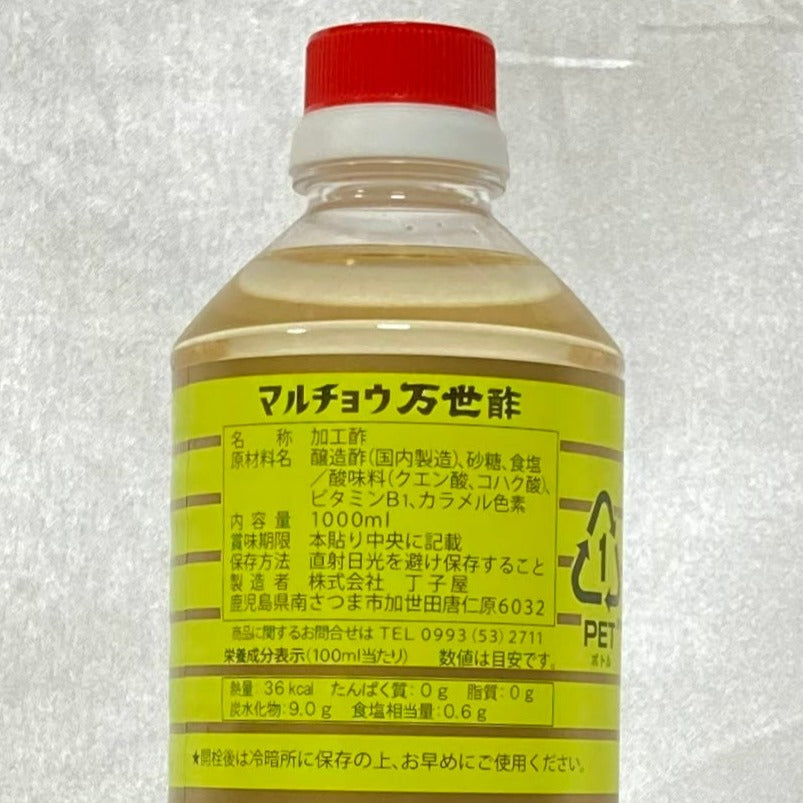 マルチョウ万世酢
名称 加工酢
原材料名 醸造酢(国内製造)、砂糖、食塩
/酸味料(クエン酸、コハク酸)、
ビタミンB1、カラメル色素
内容量 1000ml
賞味期限 本貼り中央に記載
保存方法 直射日光を避け保存すること
製造者 株式会社 丁子屋
鹿児島県南さつま市加世田唐仁原6032
商品に関するお問合せは TEL 0993(53)2711
栄養成分表示(100ml当たり) 数値は目安です。
熱量:36kcal たんぱく質:0g 脂質:0g
炭水化物:9.0g 食塩相当量:0.6g
★開栓後は冷暗所に保存の上、お早めにご使用ください。
1
PET
ボトル